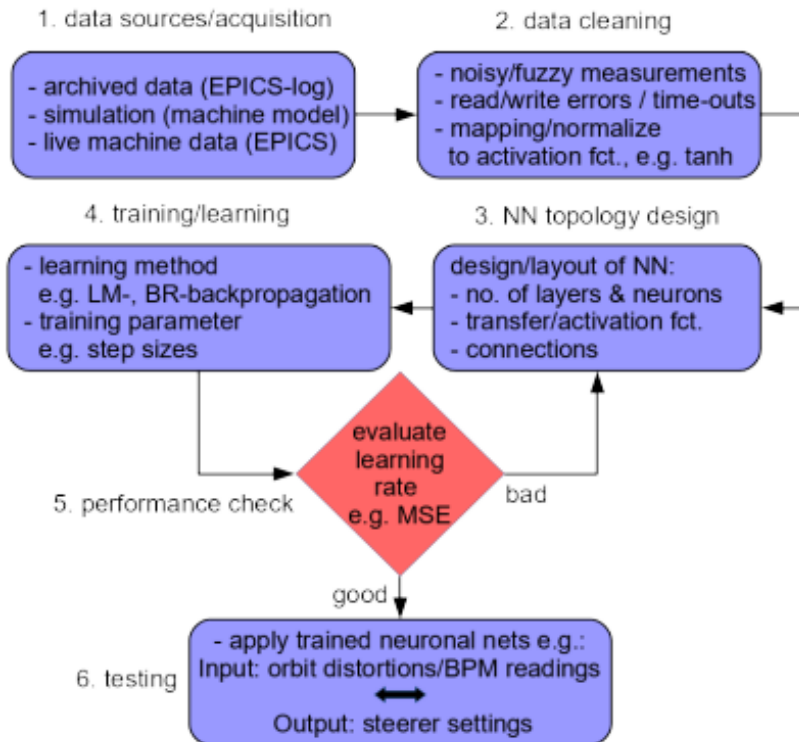 1. data sources/acquisition
- archived data (EPICS-log)
- simulation (machine model)
- live machine data (EPICS)
2. data cleaning
- noisy/fuzzy measurements
- read/write errors / time-outs
- mapping/normalize
to activation fct., e.g. tanh
3. NN topology design
design/layout of NN:
- no. of layers & neurons
- transfer/activation fct.
- connections
4. training/learning
- learning method
e.g. LM-, BR-backpropagation
- training parameter
e.g. step sizes
5. performance check
evaluate
learning
rate
e.g. MSE
bad
good
6. testing
- apply trained neuronal nets e.g.:
Input: orbit distortions/BPM readings
Output: steerer settings